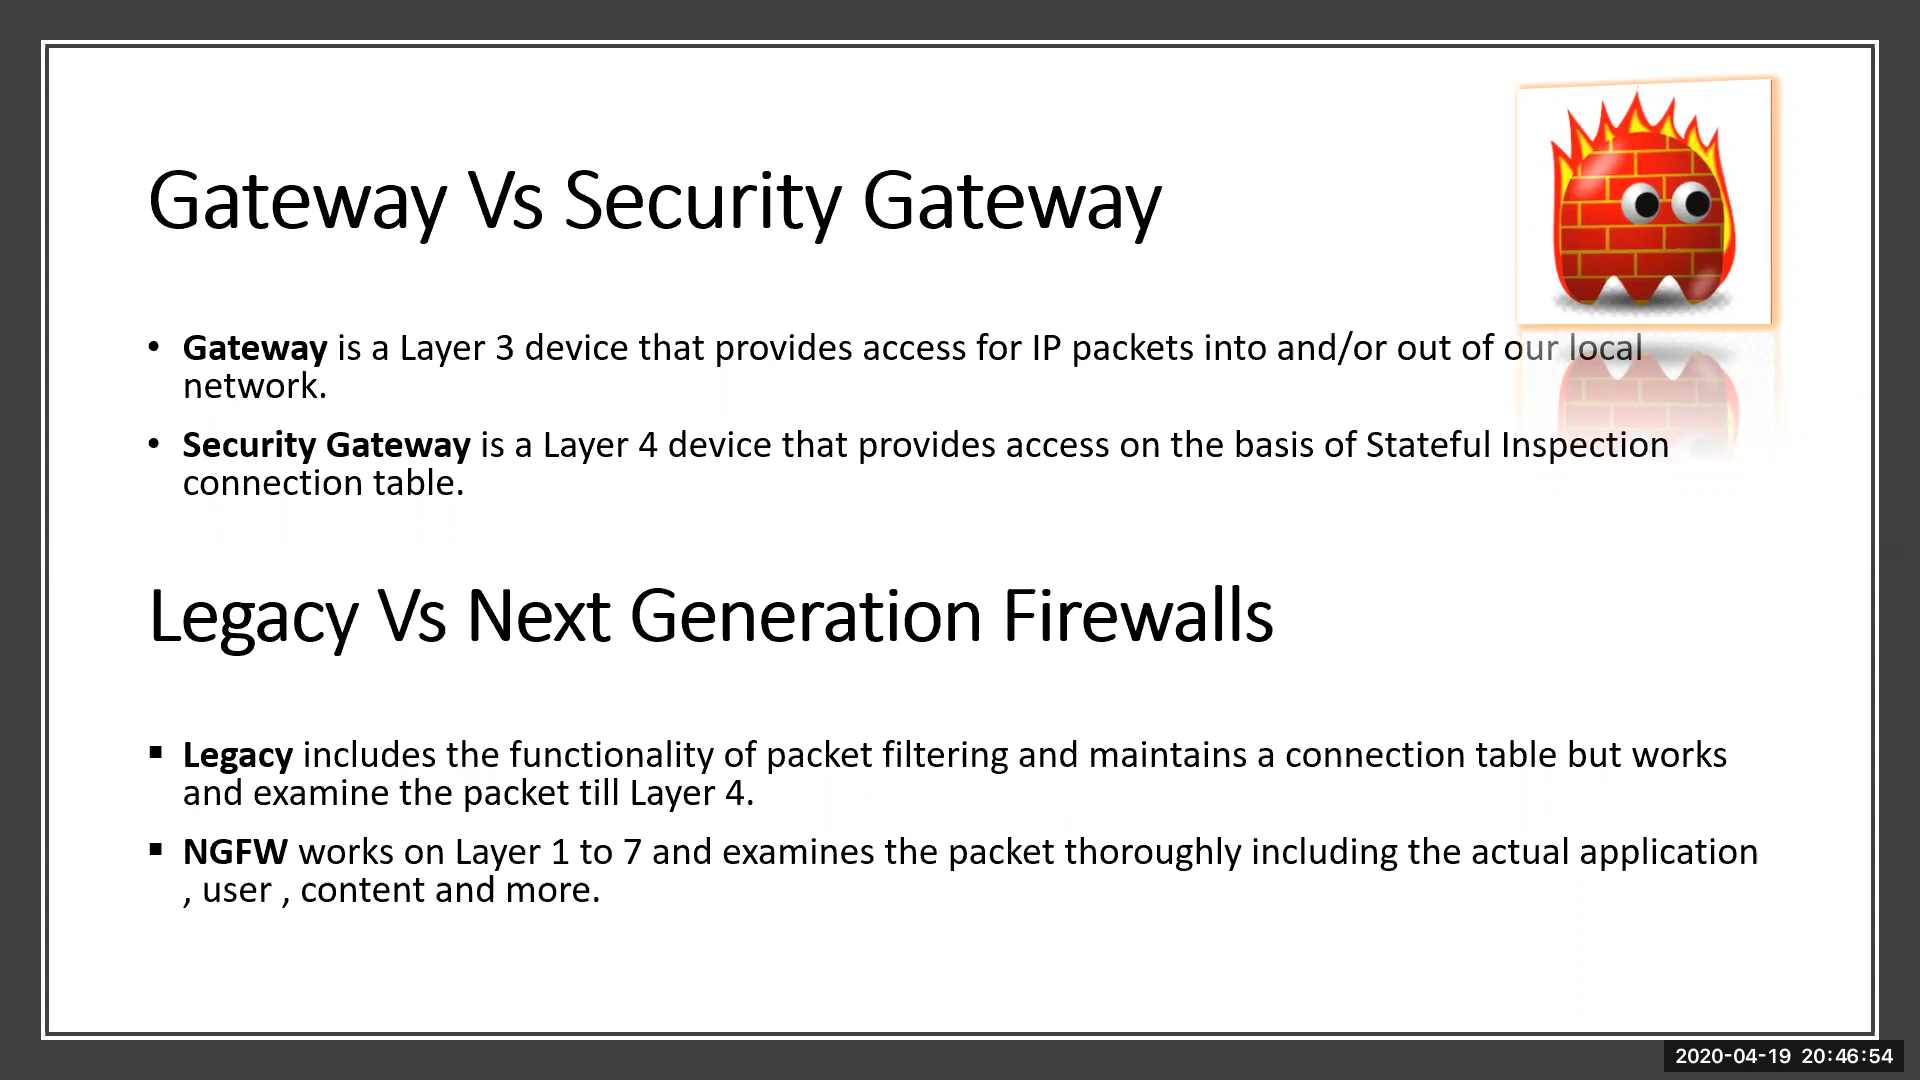 Gateway Vs Security Gateway
• Gateway is a Layer 3 device that provides access for IP packets into and/or out of our local
network.
• Security Gateway is a Layer 4 device that provides access on the basis of Stateful Inspection
connection table.
Legacy Vs Next Generation Firewalls
▪ Legacy includes the functionality of packet filtering and maintains a connection table but works
and examine the packet till Layer 4.
▪ NGFW works on Layer 1 to 7 and examines the packet thoroughly including the actual application
, user , content and more.
2020-04-19 20:46:54